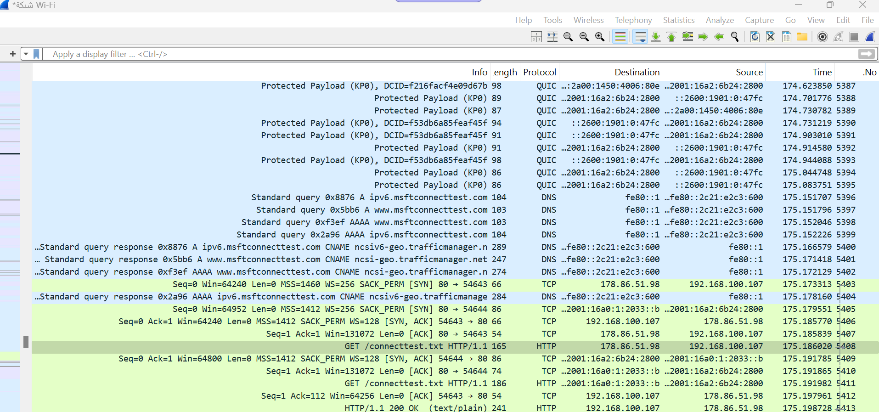 *شبكة Wi-Fi
Help Tools Wireless Telephony Statistics Analyze Capture Go View Edit File
Apply a display filter … <Ctrl-/>
Info ength Protocol Destination Source Time .No
Protected Payload (KP0), DCID=f216facf4e09d67b 98 QUIC …:2a00:1450:4006:80e …2001:16a2:6b24:2800 174.623850 5387
Protected Payload (KP0) 89 QUIC …2001:16a2:6b24:2800 ::2600:1901:0:47fc 174.701776 5388
Protected Payload (KP0) 87 QUIC …2001:16a2:6b24:2800 …:2a00:1450:4006:80e 174.730782 5389
Protected Payload (KP0), DCID=f53db6a85feaf45f 94 QUIC ::2600:1901:0:47fc …2001:16a2:6b24:2800 174.731219 5390
Protected Payload (KP0), DCID=f53db6a85feaf45f 91 QUIC ::2600:1901:0:47fc …2001:16a2:6b24:2800 174.903010 5391
Protected Payload (KP0) 91 QUIC …2001:16a2:6b24:2800 ::2600:1901:0:47fc 174.914580 5392
Protected Payload (KP0), DCID=f53db6a85feaf45f 98 QUIC ::2600:1901:0:47fc …2001:16a2:6b24:2800 174.944088 5393
Protected Payload (KP0) 86 QUIC …2001:16a2:6b24:2800 ::2600:1901:0:47fc 175.044748 5394
Protected Payload (KP0) 86 QUIC …2001:16a2:6b24:2800 ::2600:1901:0:47fc 175.083751 5395
Standard query 0x8876 A ipv6.msftconnecttest.com 104 DNS fe80::1 …fe80::2c21:e2c3:600 175.151707 5396
Standard query 0x5bb6 A www.msftconnecttest.com 103 DNS fe80::1 …fe80::2c21:e2c3:600 175.151796 5397
Standard query 0xf3ef AAAA www.msftconnecttest.com 103 DNS fe80::1 …fe80::2c21:e2c3:600 175.152046 5398
Standard query 0x2a96 AAAA ipv6.msftconnecttest.com 104 DNS fe80::1 …fe80::2c21:e2c3:600 175.152226 5399
…Standard query response 0x8876 A ipv6.msftconnecttest.com CNAME ncsiv6-geo.trafficmanager.n 289 DNS …fe80::2c21:e2c3:600 fe80::1 175.166579 5400
… Standard query response 0x5bb6 A www.msftconnecttest.com CNAME ncsi-geo.trafficmanager.net 247 DNS …fe80::2c21:e2c3:600 fe80::1 175.171418 5401
…Standard query response 0xf3ef AAAA www.msftconnecttest.com CNAME ncsi-geo.trafficmanager.n 274 DNS …fe80::2c21:e2c3:600 fe80::1 175.172129 5402
Seq=0 Win=64240 Len=0 MSS=1460 WS=256 SACK_PERM [SYN] 80 → 54643 66 TCP 178.86.51.98 192.168.100.107 175.173313 5403
…Standard query response 0x2a96 AAAA ipv6.msftconnecttest.com CNAME ncsiv6-geo.trafficmanage 284 DNS …fe80::2c21:e2c3:600 fe80::1 175.178160 5404
Seq=0 Win=64952 Len=0 MSS=1412 WS=256 SACK_PERM [SYN] 80 → 54644 86 TCP …2001:16a0:1:2033::b …2001:16a2:6b24:2800 175.179551 5405
Seq=0 Ack=1 Win=64240 Len=0 MSS=1412 SACK_PERM WS=128 [SYN, ACK] 54643 → 80 66 TCP 192.168.100.107 178.86.51.98 175.185770 5406
Seq=1 Ack=1 Win=131072 Len=0 [ACK] 80 → 54643 54 TCP 178.86.51.98 192.168.100.107 175.185839 5407
GET /connecttest.txt HTTP/1.1 165 HTTP 178.86.51.98 192.168.100.107 175.186020 5408
Seq=0 Ack=1 Win=64800 Len=0 MSS=1412 SACK_PERM WS=128 [SYN, ACK] 54644 → 80 86 TCP …2001:16a2:6b24:2800 …2001:16a0:1:2033::b 175.191785 5409
Seq=1 Ack=1 Win=131072 Len=0 [ACK] 80 → 54644 74 TCP …2001:16a0:1:2033::b …2001:16a2:6b24:2800 175.191865 5410
GET /connecttest.txt HTTP/1.1 186 HTTP …2001:16a0:1:2033::b …2001:16a2:6b24:2800 175.191982 5411
Seq=1 Ack=112 Win=64256 Len=0 [ACK] 54643 → 80 54 TCP 192.168.100.107 178.86.51.98 175.197961 5412
HTTP/1.1 200 OK (text/plain) 241 HTTP 192.168.100.107 178.86.51.98 175.198728 5413